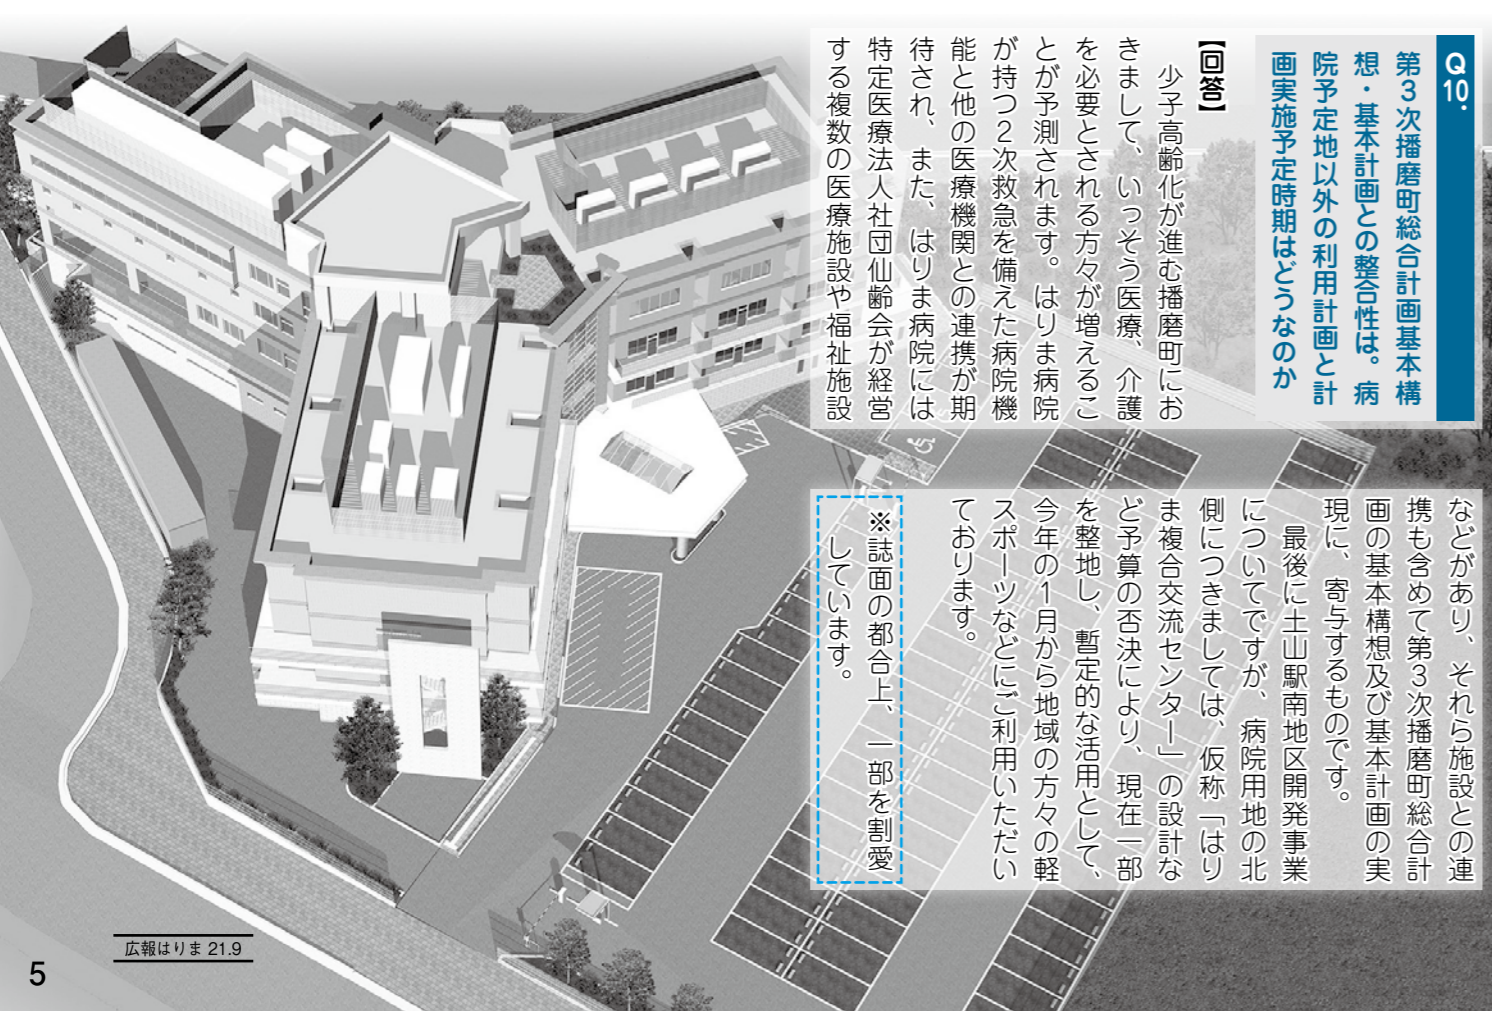 Q10.
第３次播磨町総合計画基本構
想・基本計画との整合性は。病
院予定地以外の利用計画と計
画実施予定時期はどうなのか
【回答】
少子高齢化が進む播磨町にお
きまして、いっそう医療、介護
を必要とされる方々が増えるこ
とが予測されます。はりま病院
が持つ２次救急を備えた病院機
能と他の医療機関との連携が期
待され、また、はりま病院には
特定医療法人社団仙齢会が経営
する複数の医療施設や福祉施設
などがあり、それら施設との連
携も含めて第３次播磨町総合計
画の基本構想及び基本計画の実
現に、寄与するものです。
最後に土山駅南地区開発事業
についてですが、病院用地の北
側につきましては、仮称「はり
ま複合交流センター」の設計な
ど予算の否決により、現在一部
を整地し、暫定的な活用として、
今年の１月から地域の方々の軽
スポーツなどにご利用いただい
ております。
※誌面の都合上、一部を割愛
しています。
広報はりま 21.9
5